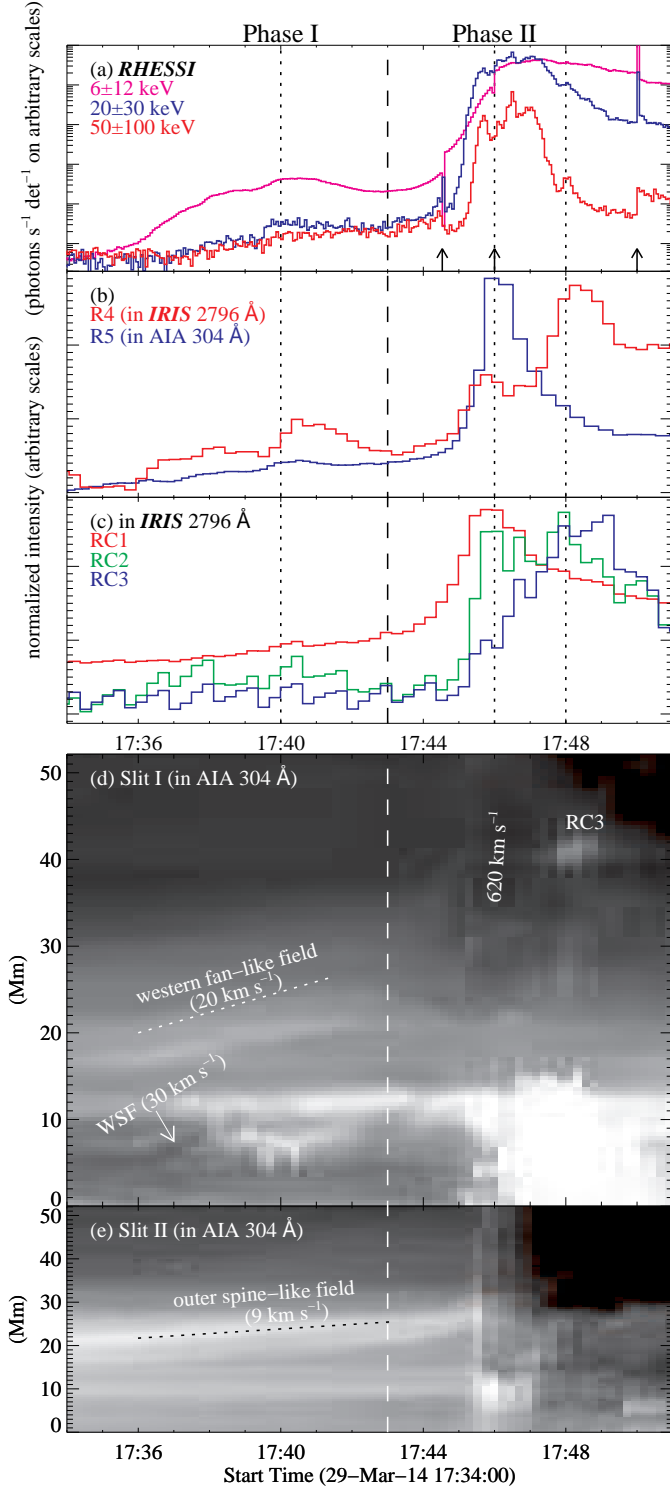 Phase I Phase II
(a) RHESSI
6±12 keV
20±30 keV
50±100 keV
(photons s⁻¹ det⁻¹ on arbitrary scales)
(b)
R4 (in IRIS 2796 Å)
R5 (in AIA 304 Å)
normalized intensity (arbitrary scales)
(c) in IRIS 2796 Å
RC1
RC2
RC3
17:36 17:40 17:44 17:48
(d) Slit I (in AIA 304 Å)
RC3
620 km s⁻¹
western fan−like field
(20 km s⁻¹)
WSF (30 km s⁻¹)
50
40
30
20
10
0
(Mm)
(e) Slit II (in AIA 304 Å)
outer spine−like field
(9 km s⁻¹)
50
40
30
20
10
0
(Mm)
17:36 17:40 17:44 17:48
Start Time (29−Mar−14 17:34:00)